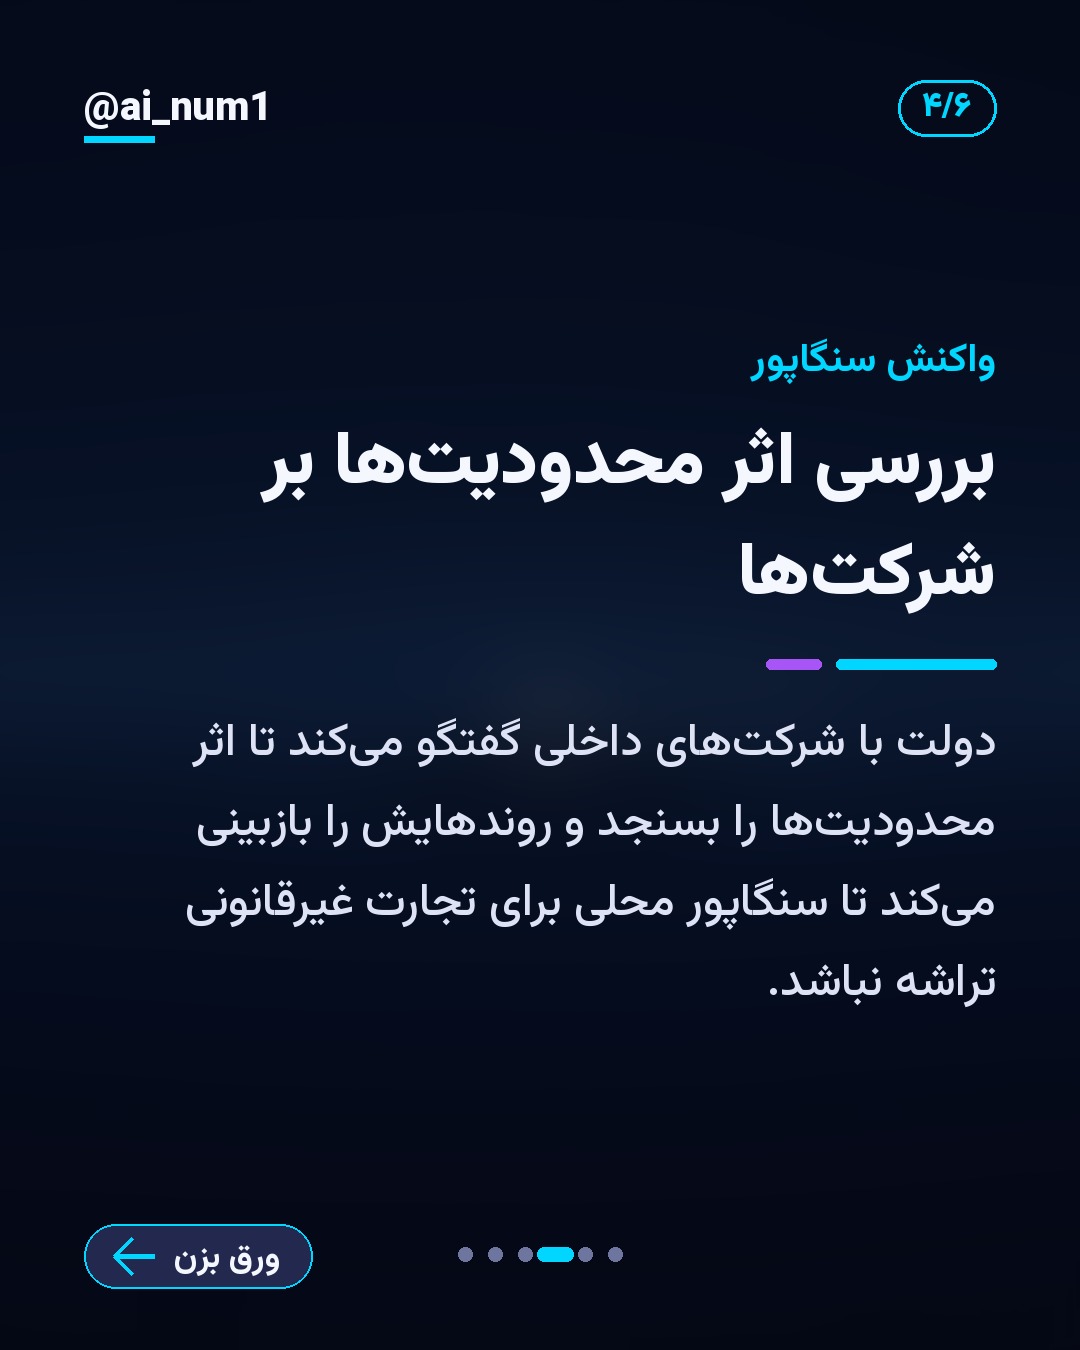 @ai_num1
۴/۶
واکنش سنگاپور
بررسی اثر محدودیت‌ها بر
شرکت‌ها
دولت با شرکت‌های داخلی گفتگو می‌کند تا اثر
محدودیت‌ها را بسنجد و روندهایش را بازبینی
می‌کند تا سنگاپور محلی برای تجارت غیرقانونی
تراشه نباشد.
ورق بزن